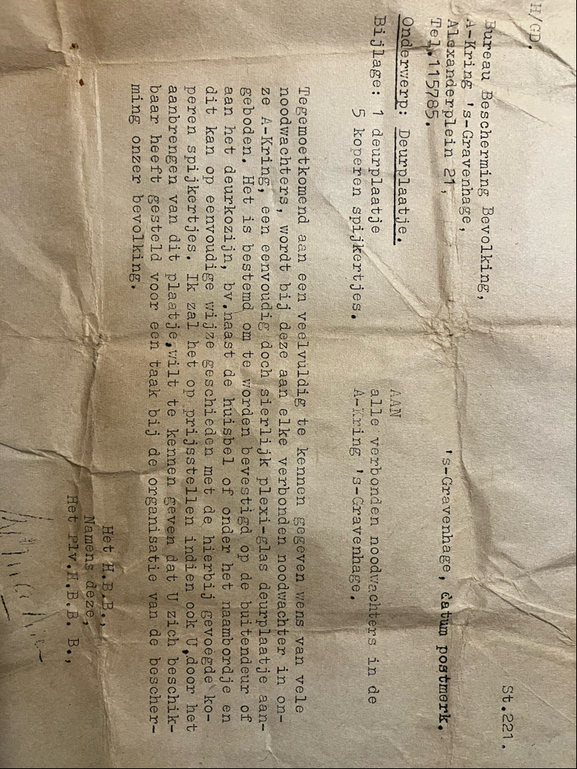 H/GD.
St.221.
Bureau Bescherming Bevolking,
A-Kring 's-Gravenhage,
Alexanderplein 21,
Tel.115785.
's-Gravenhage, datum postmerk.
Onderwerp: Deurplaatje.
Bijlage: 1 deurplaatje
5 koperen spijkertjes.
AAN
alle verbonden noodwachters in de
A-Kring 's-Gravenhage.
Tegemoetkomend aan een veelvuldig te kennen gegeven wens van vele
noodwachters, wordt bij deze aan elke verbonden noodwachter in on-
ze A-Kring, een eenvoudig doch sierlijk plexi-glas deurplaatje aan-
geboden. Het is bestemd om te worden bevestigd op de buitendeur of
aan het deurkozijn, bv.naast de huisbel of onder het naambordje en
dit kan op eenvoudige wijze geschieden met de hierbij gevoegde ko-
peren spijkertjes. Ik zal het op prijsstellen indien ook U,door het
aanbrengen van dit plaatje,wilt te kennen geven dat U zich beschik-
baar heeft gesteld voor een taak bij de organisatie van de bescher-
ming onzer bevolking.
Het H.B.B.,
Namens deze,
Het plv.H.B.B. B.,